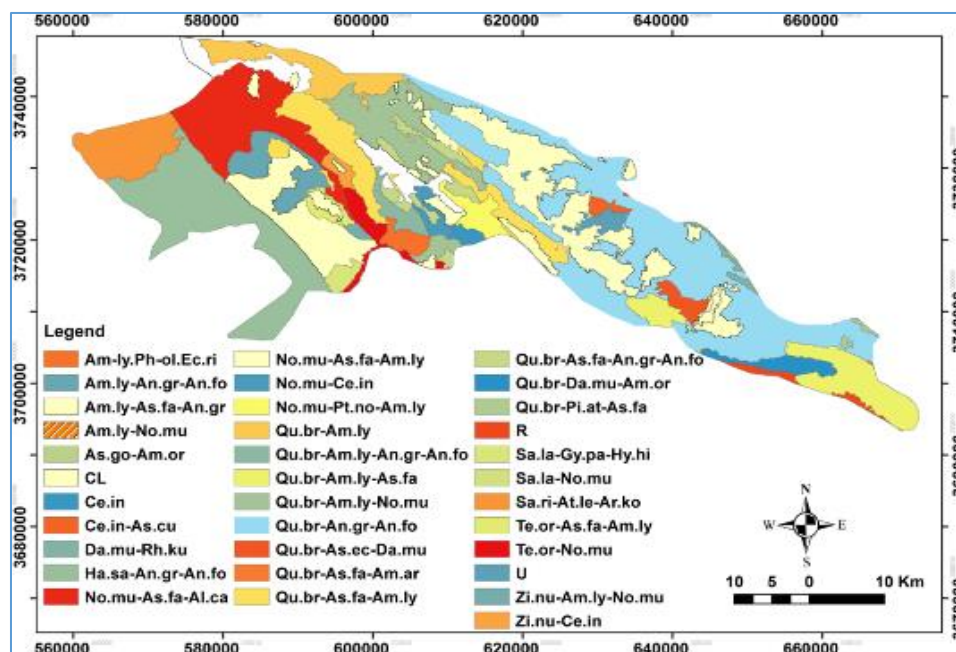 560000 580000 600000 620000 640000 660000
3740000
3720000
3700000
3680000
Legend
Am-ly.Ph-ol.Ec.ri
Am.ly-An.gr-An.fo
Am.ly-As.fa-An.gr
Am.ly-No.mu
As.go-Am.or
CL
Ce.in
Ce.in-As.cu
Da.mu-Rh.ku
Ha.sa-An.gr-An.fo
No.mu-As.fa-Al.ca
No.mu-As.fa-Am.ly
No.mu-Ce.in
No.mu-Pt.no-Am.ly
Qu.br-Am.ly
Qu.br-Am.ly-An.gr-An.fo
Qu.br-Am.ly-As.fa
Qu.br-Am.ly-No.mu
Qu.br-An.gr-An.fo
Qu.br-As.ec-Da.mu
Qu.br-As.fa-Am.ar
Qu.br-As.fa-Am.ly
Qu.br-As.fa-An.gr-An.fo
Qu.br-Da.mu-Am.or
Qu.br-Pi.at-As.fa
R
Sa.la-Gy.pa-Hy.hi
Sa.la-No.mu
Sa.ri-At.le-Ar.ko
Te.or-As.fa-Am.ly
Te.or-No.mu
U
Zi.nu-Am.ly-No.mu
Zi.nu-Ce.in
N
W E
S
10 5 0 10 Km
560000 580000 600000 620000 640000 660000